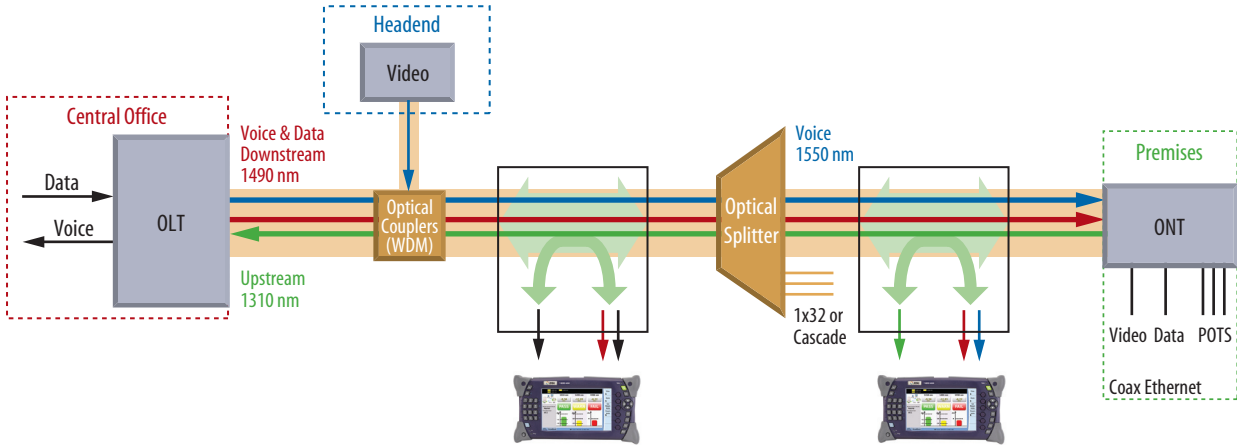 Headend
Video
Central Office
Data
Voice
OLT
Voice & Data
Downstream
1490 nm
Upstream
1310 nm
Optical
Couplers
(WDM)
Optical
Splitter
Voice
1550 nm
1x32 or
Cascade
Premises
ONT
Video Data POTS
Coax Ethernet